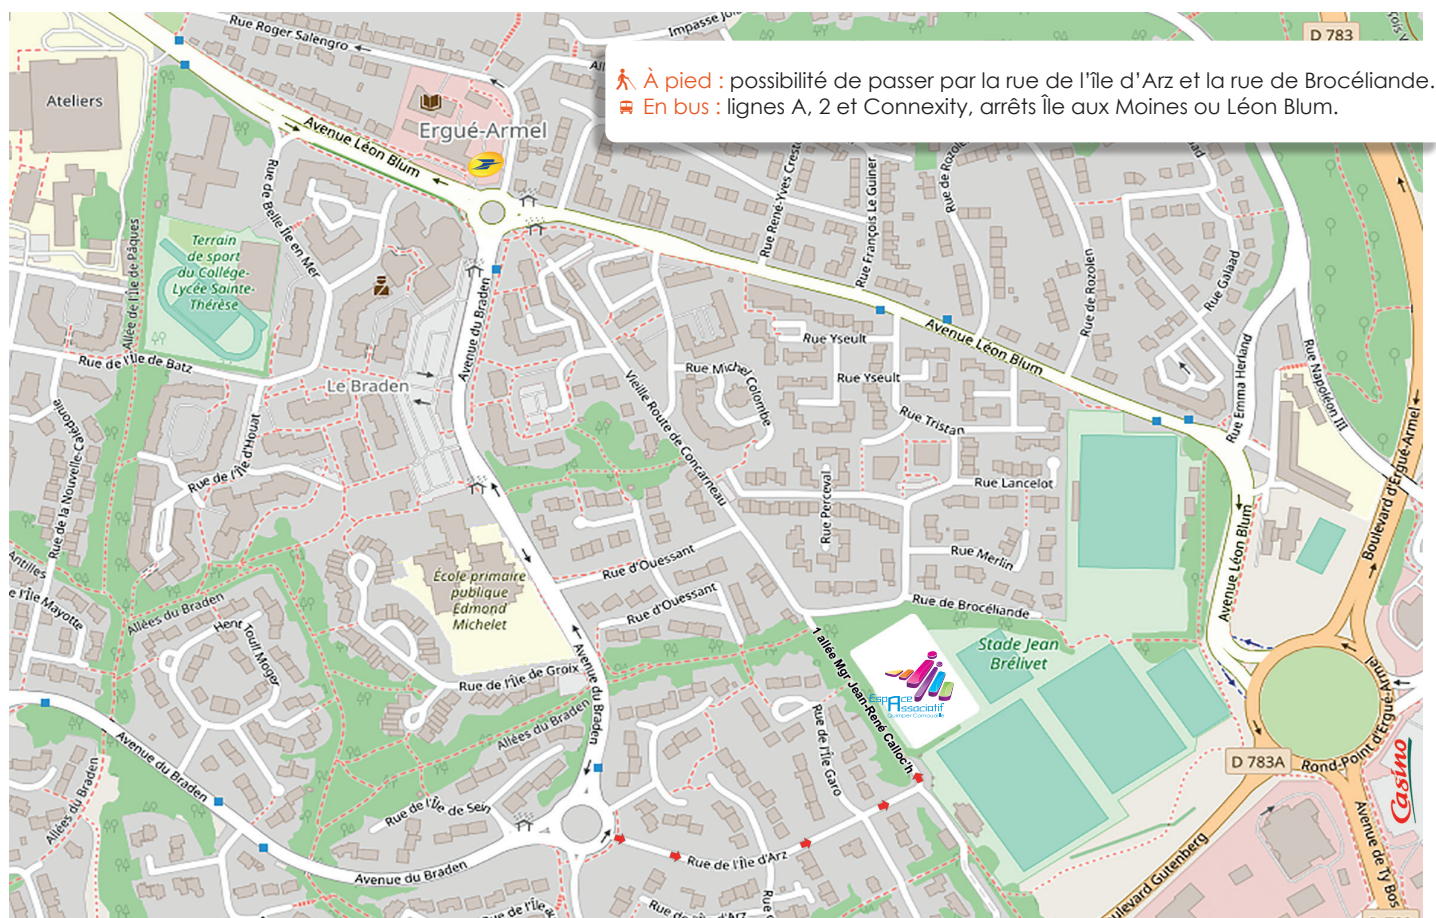 À pied : possibilité de passer par la rue de l'île d'Arz et la rue de Brocéliande.
En bus : lignes A, 2 et Connexity, arrêts Île aux Moines ou Léon Blum.
Rue Roger Salengro
D 783
Ateliers
Ergué-Armel
Avenue Léon Blum
Rue de Belle Île en Mer
Allée de l'Île de Pâques
Terrain
de sport
du Collège-
Lycée Sainte-
Thérèse
Rue René-Yves Creston
Rue François Le Guiner
Rue de Rozolen
Rue de Rozolen
Rue Galaad
Rue de l'Île de Batz
Le Braden
Avenue du Braden
Rue Yseult
Rue Yseult
Avenue Léon Blum
Rue Emma Herland
Rue Napoléon III
Rue Michel Colombe
Rue Tristan
Vieille Route de Concarneau
Rue de l'Île d'Houat
Rue de la Nouvelle-Calédonie
Rue Lancelot
Rue Perceval
Boulevard d'Ergué-Armel
Avenue Léon Blum
Rue Merlin
Rue d'Ouessant
Rue d'Ouessant
École primaire
publique
Edmond
Michelet
Antilles
e l'Île Mayotte
Allées du Braden
Hent Toull Moger
Rue de Brocéliande
1 allée Mgr Jean-René Calloc'h
Stade Jean
Brélivet
Espace
Associatif
Quimper Cornouaille
Rue de l'Île de Groix
Avenue du Braden
Allées du Braden
Rue de l'Île Garo
Avenue du Braden
Allées du Braden
Rue de l'Île de Sein
D 783A
Rond-Point d'Ergué-Armel
Casino
Rue de l'Île d'Arz
Avenue du Braden
Boulevard Gutenberg
Avenue de Ty Bos
Rue de l'Île d'Arz